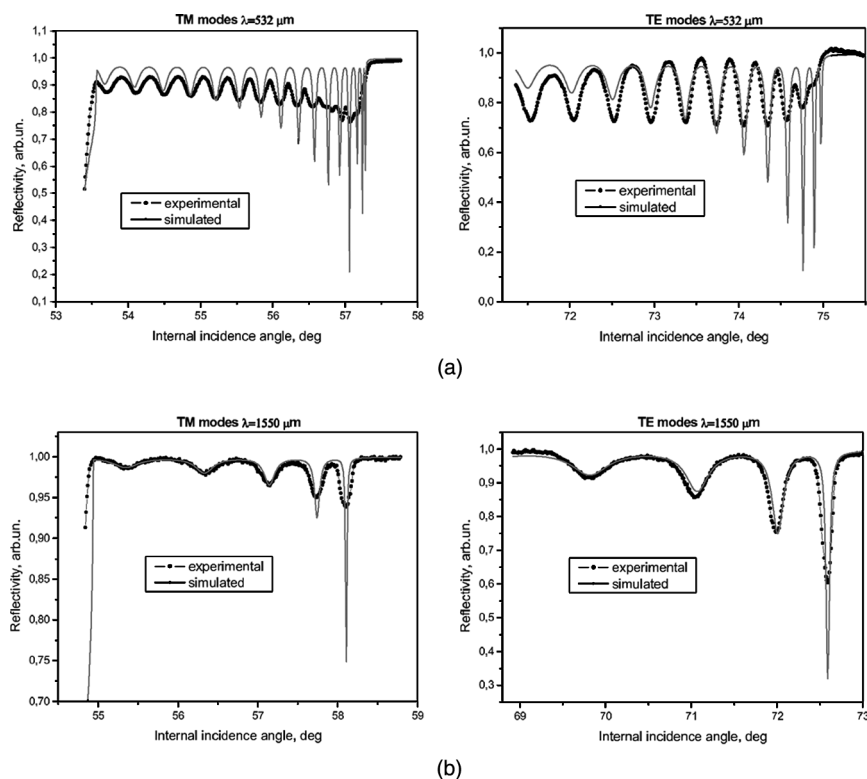 TM modes λ=532 μm
Reflectivity, arb.un.
1,1
1,0
0,9
0,8
0,7
0,6
0,5
0,4
0,3
0,2
0,1
experimental
simulated
53 54 55 56 57 58
Internal incidence angle, deg
TE modes λ=532 μm
Reflectivity, arb.un.
1,0
0,8
0,6
0,4
0,2
0,0
experimental
simulated
72 73 74 75
Internal incidence angle, deg
(a)
TM modes λ=1550 μm
Reflectivity, arb.un.
1,00
0,95
0,90
0,85
0,80
0,75
0,70
experimental
simulated
55 56 57 58 59
Internal incidence angle, deg
TE modes λ=1550 μm
Reflectivity, arb.un.
1,0
0,9
0,8
0,7
0,6
0,5
0,4
0,3
experimental
simulated
69 70 71 72 73
Internal incidence angle, deg
(b)